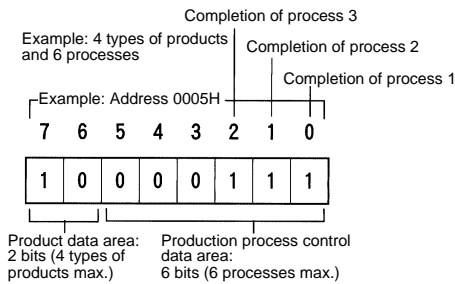 Completion of process 3
Example: 4 types of products
and 6 processes
Completion of process 2
Completion of process 1
Example: Address 0005H
7 6 5 4 3 2 1 0
1 0 0 0 0 1 1 1
Product data area:
2 bits (4 types of
products max.)
Production process control
data area:
6 bits (6 processes max.)